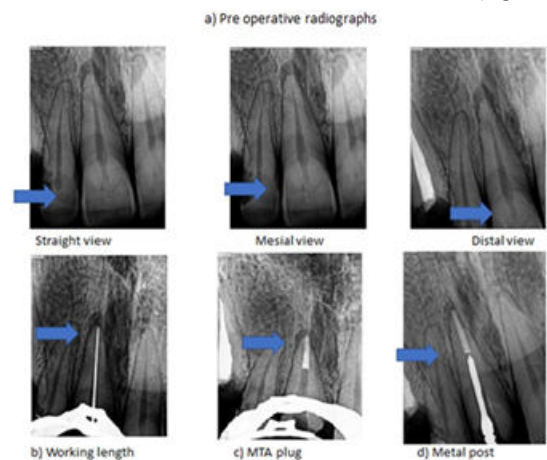 a) Pre operative radiographs
Straight view
Mesial view
Distal view
b) Working length
c) MTA plug
d) Metal post